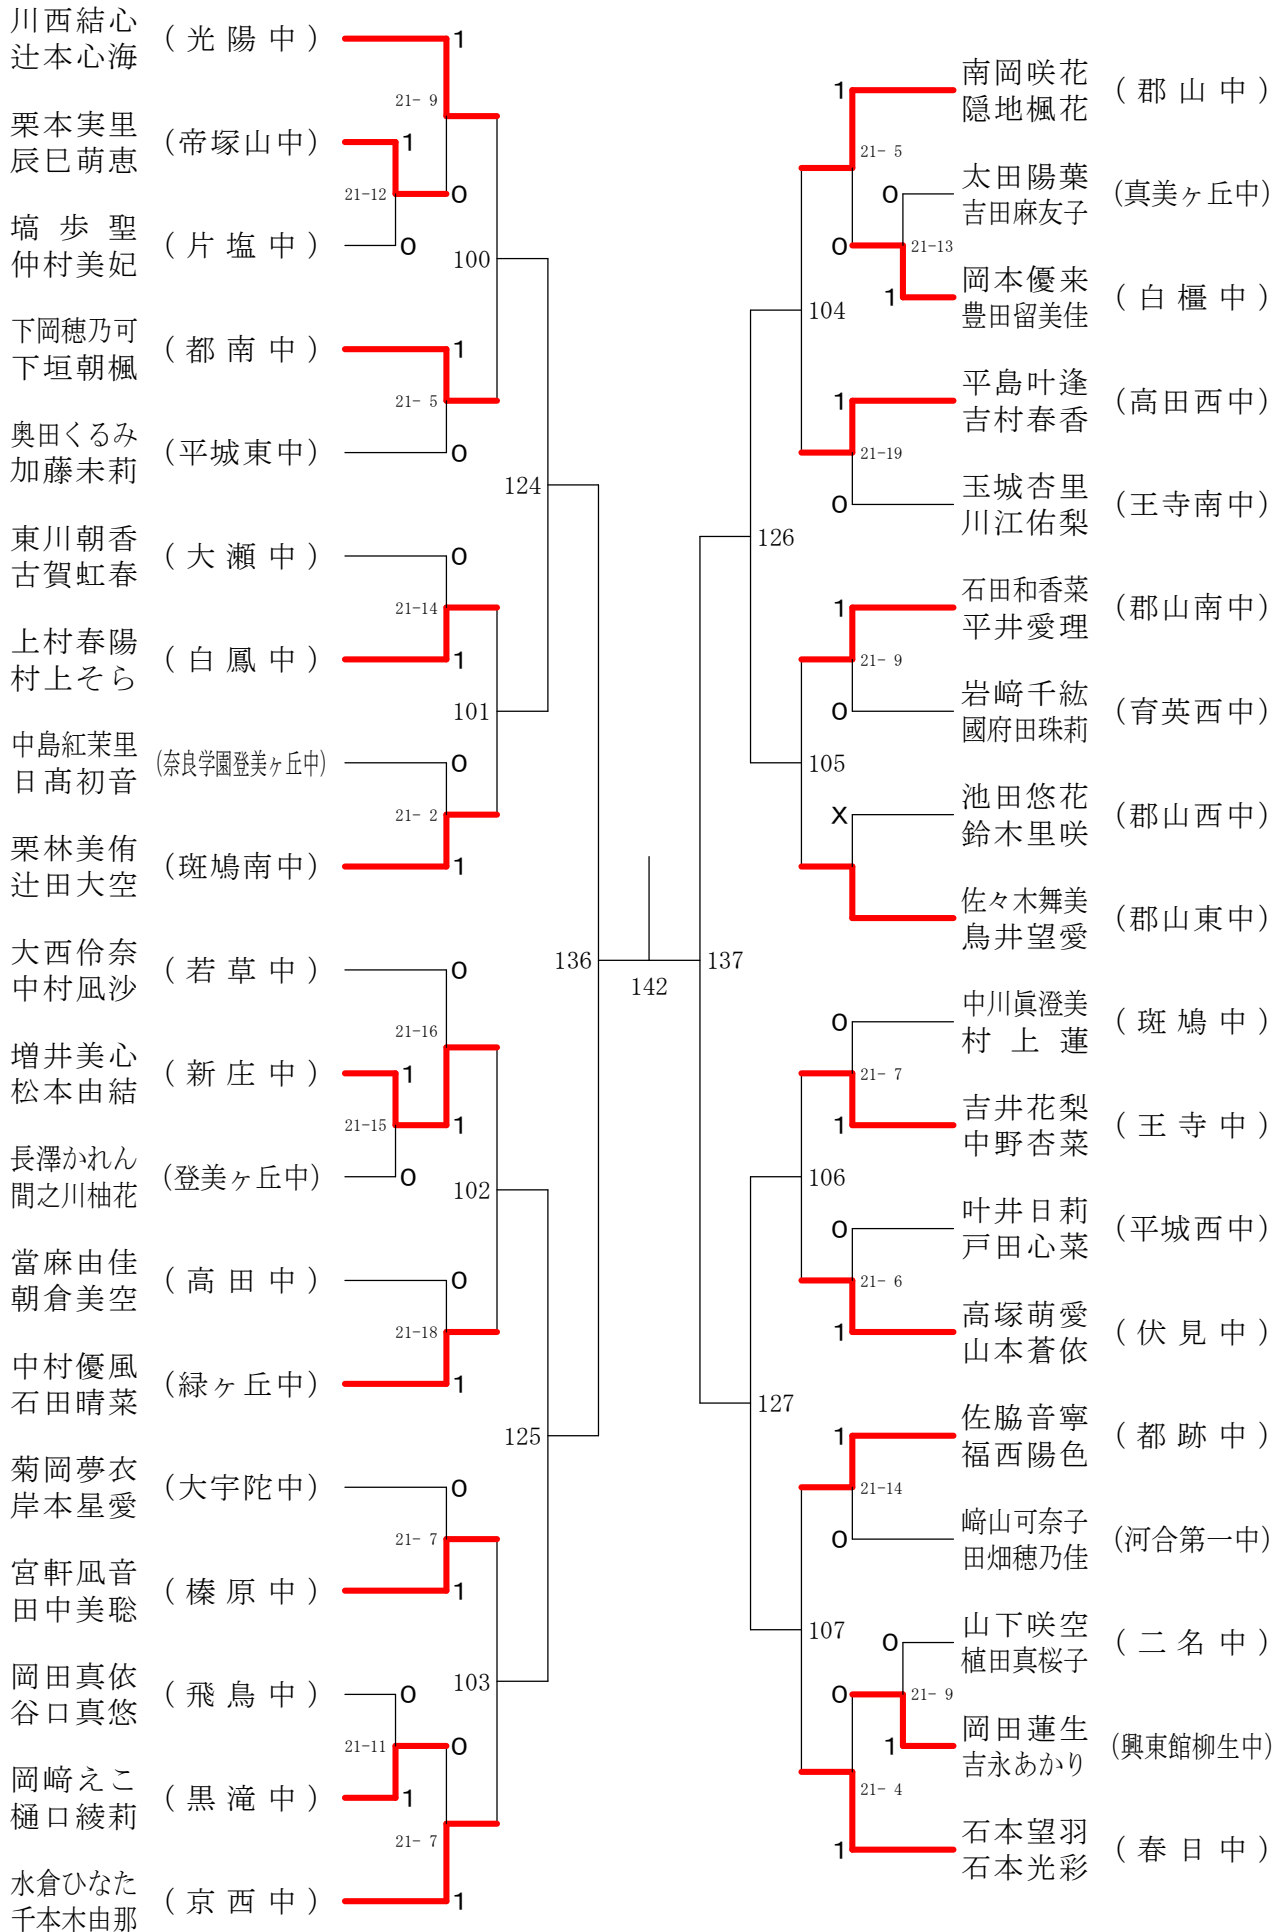 川西結心
辻本心海
(光陽中)
1
21- 9
栗本実里
辰巳萌恵
(帝塚山中)
1
21-12
0
塙歩聖
仲村美妃
(片塩中)
0
100
下岡穂乃可
下垣朝楓
(都南中)
1
21- 5
奥田くるみ
加藤未莉
(平城東中)
0
124
東川朝香
古賀虹春
(大瀬中)
0
21-14
上村春陽
村上そら
(白鳳中)
1
101
中島紅茉里
日髙初音
(奈良学園登美ヶ丘中)
0
21- 2
栗林美侑
辻田大空
(斑鳩南中)
1
136
大西伶奈
中村凪沙
(若草中)
0
21-16
増井美心
松本由結
(新庄中)
1
21-15
1
長澤かれん
間之川柚花
(登美ヶ丘中)
0
102
當麻由佳
朝倉美空
(高田中)
0
21-18
中村優風
石田晴菜
(緑ヶ丘中)
1
125
菊岡夢衣
岸本星愛
(大宇陀中)
0
21- 7
宮軒凪音
田中美聡
(榛原中)
1
103
岡田真依
谷口真悠
(飛鳥中)
0
21-11
0
岡﨑えこ
樋口綾莉
(黒滝中)
1
21- 7
水倉ひなた
千本木由那
(京西中)
1
142
南岡咲花
隠地楓花
(郡山中)
1
21- 5
太田陽葉
吉田麻友子
(真美ヶ丘中)
0
0
21-13
岡本優来
豊田留美佳
(白橿中)
1
104
平島叶逢
吉村春香
(高田西中)
1
21-19
玉城杏里
川江佑梨
(王寺南中)
0
126
石田和香菜
平井愛理
(郡山南中)
1
21- 9
岩﨑千紘
國府田珠莉
(育英西中)
0
105
池田悠花
鈴木里咲
(郡山西中)
X
佐々木舞美
鳥井望愛
(郡山東中)
137
中川眞澄美
村上蓮
(斑鳩中)
0
21- 7
吉井花梨
中野杏菜
(王寺中)
1
106
叶井日莉
戸田心菜
(平城西中)
0
21- 6
高塚萌愛
山本蒼依
(伏見中)
1
127
佐脇音寧
福西陽色
(都跡中)
1
21-14
﨑山可奈子
田畑穂乃佳
(河合第一中)
0
107
山下咲空
植田真桜子
(二名中)
0
0
21- 9
岡田蓮生
吉永あかり
(興東館柳生中)
1
21- 4
石本望羽
石本光彩
(春日中)
1